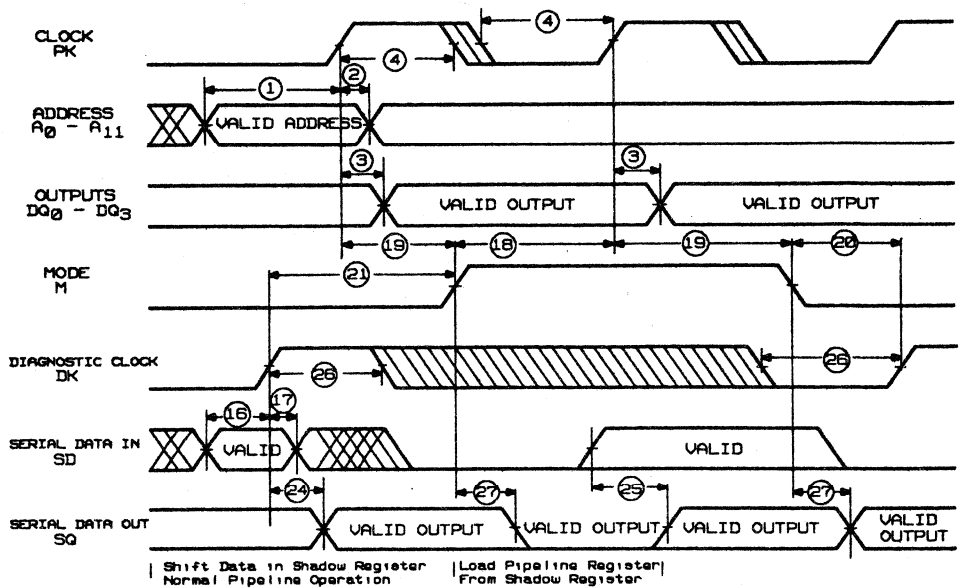 CLOCK
PK
4
4
1
2
ADDRESS
A0 - A11
VALID ADDRESS
3
3
OUTPUTS
DQ0 - DQ3
VALID OUTPUT
VALID OUTPUT
19
18
19
20
MODE
M
21
DIAGNOSTIC CLOCK
DK
26
26
16
17
SERIAL DATA IN
SD
VALID
VALID
24
27
25
27
SERIAL DATA OUT
SQ
VALID OUTPUT
VALID OUTPUT
VALID OUTPUT
VALID
OUTPUT
Shift Data in Shadow Register
Normal Pipeline Operation
Load Pipeline Register
From Shadow Register